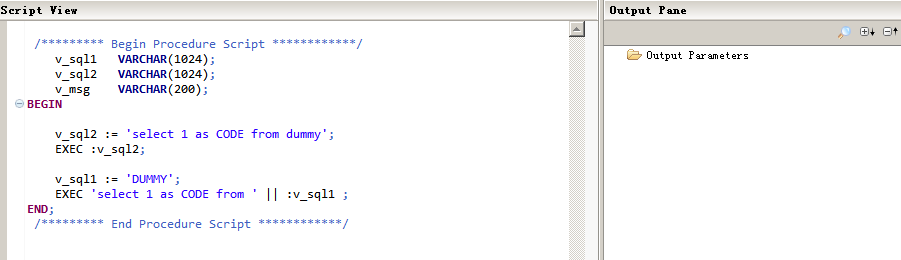 Script View
/********* Begin Procedure Script ************/
v_sql1   VARCHAR(1024);
v_sql2   VARCHAR(1024);
v_msg    VARCHAR(200);
BEGIN
v_sql2 := 'select 1 as CODE from dummy';
EXEC :v_sql2;
v_sql1 := 'DUMMY';
EXEC 'select 1 as CODE from ' || :v_sql1 ;
END;
/********* End Procedure Script ************/
Output Pane
Output Parameters